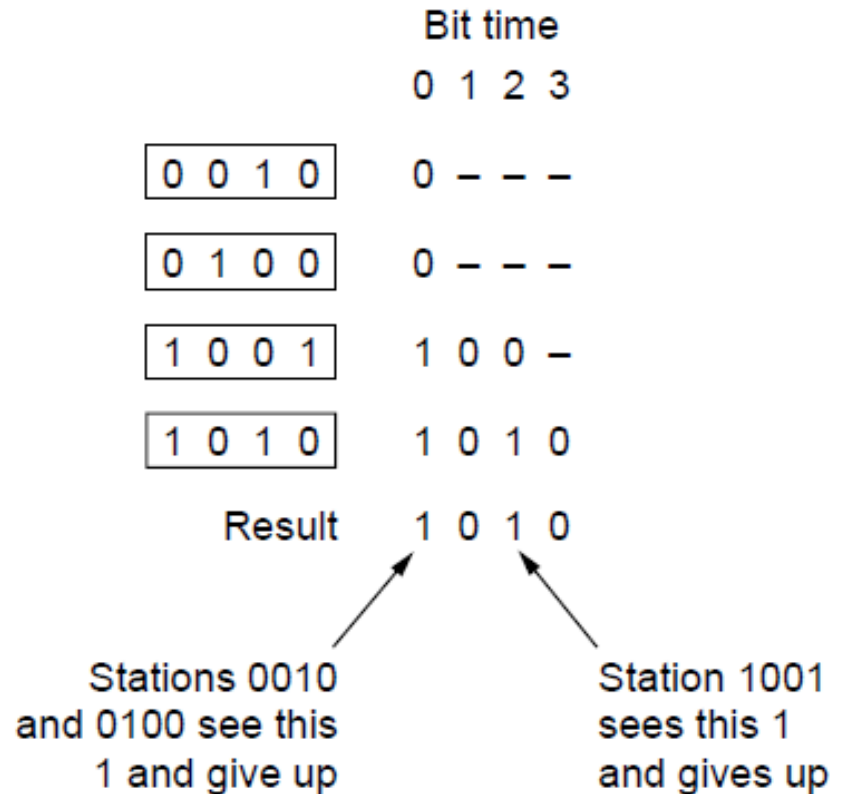 Bit time
0 1 2 3
0 0 1 0 0 – – –
0 1 0 0 0 – – –
1 0 0 1 1 0 0 –
1 0 1 0 1 0 1 0
Result 1 0 1 0
Stations 0010
and 0100 see this
1 and give up
Station 1001
sees this 1
and gives up